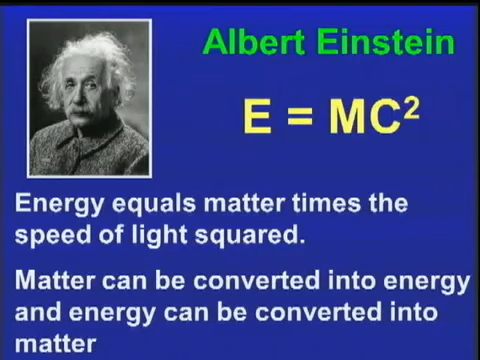 Albert Einstein
E = MC²
Energy equals matter times the
speed of light squared.
Matter can be converted into energy
and energy can be converted into
matter